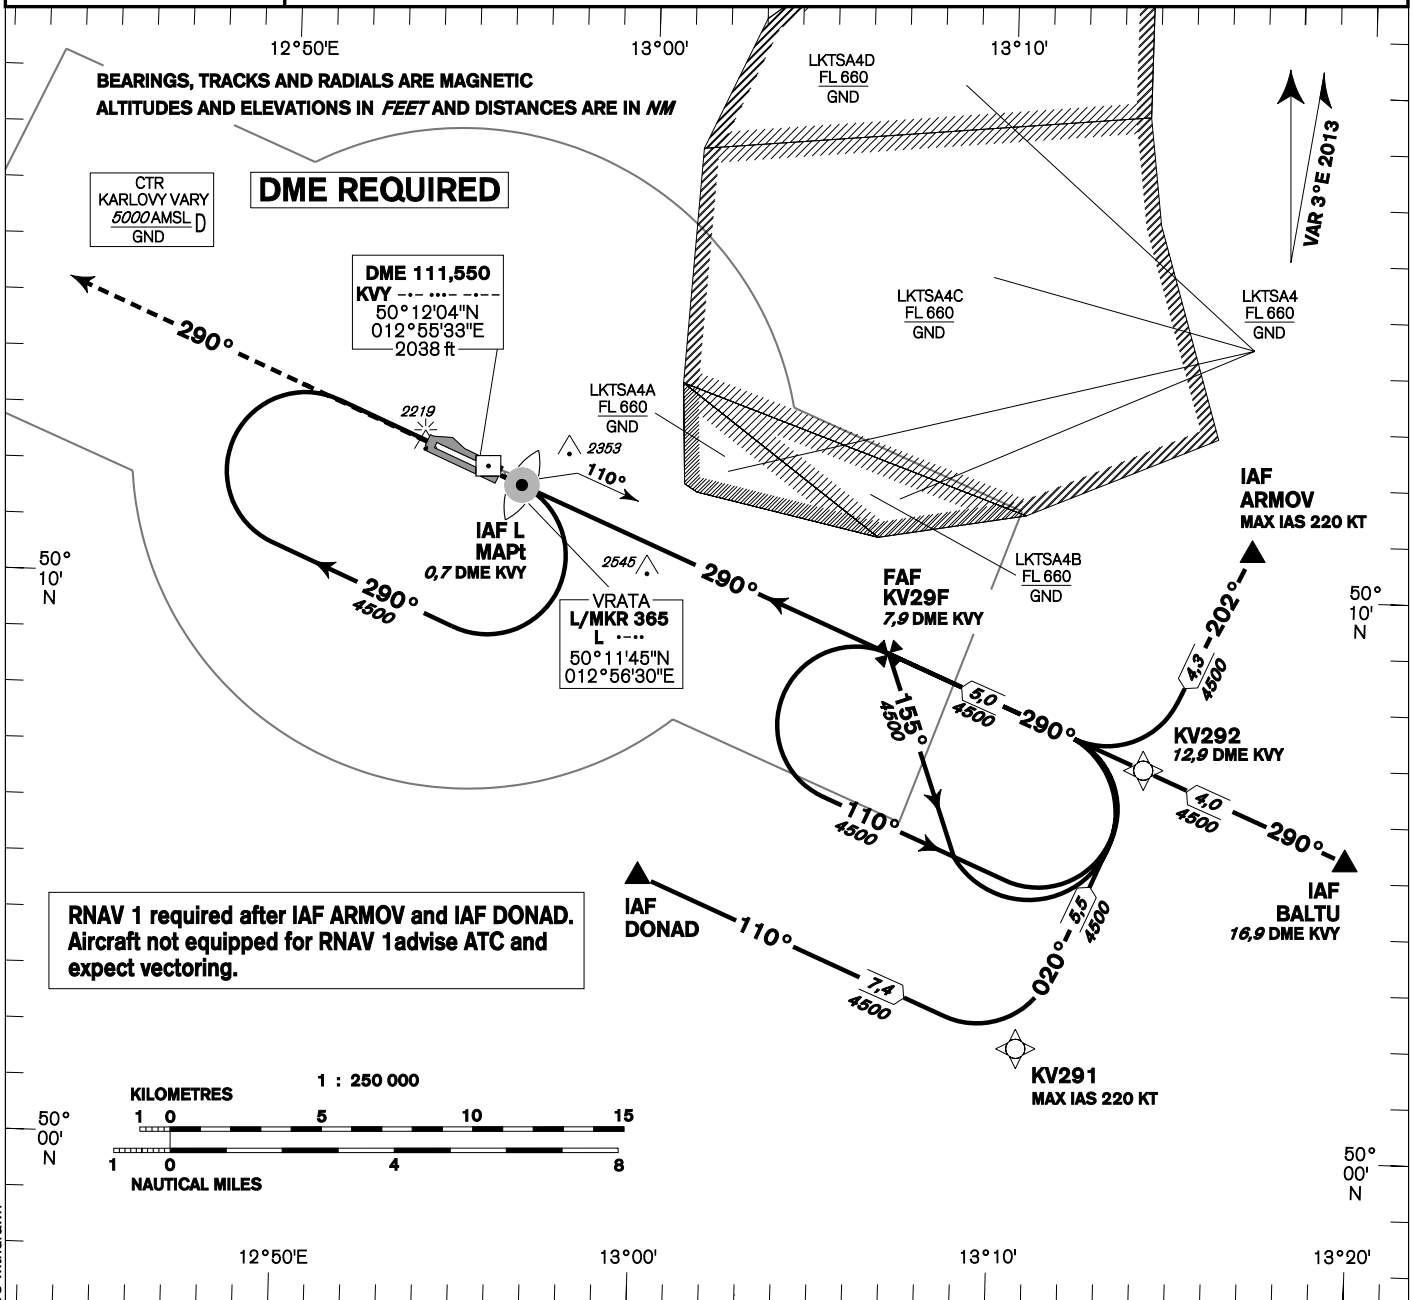 12°50'E
13°00'
13°10'
BEARINGS, TRACKS AND RADIALS ARE MAGNETIC
ALTITUDES AND ELEVATIONS IN FEET AND DISTANCES ARE IN NM
LKTSA4D
FL 660
GND
VAR 3°E 2013
CTR
KARLOVY VARY
5000 AMSL D
GND
DME REQUIRED
DME 111,550
KVY -·- ···- -·--
50°12'04"N
012°55'33"E
2038 ft
290°
LKTSA4C
FL 660
GND
LKTSA4
FL 660
GND
LKTSA4A
FL 660
GND
2219
2353
110°
IAF L
MAPt
0,7 DME KVY
2545
VRATA
L/MKR 365
L ·-··
50°11'45"N
012°56'30"E
290°
4500
290°
IAF
ARMOV
MAX IAS 220 KT
LKTSA4B
FL 660
GND
FAF
KV29F
7,9 DME KVY
50°
10'
N
50°
10'
N
202°
4,3
4500
5,0
4500
290°
155°
4500
KV292
12,9 DME KVY
4,0
4500
290°
110°
4500
IAF
BALTU
16,9 DME KVY
IAF
DONAD
110°
7,4
4500
5,5
4500
020°
KV291
MAX IAS 220 KT
RNAV 1 required after IAF ARMOV and IAF DONAD.
Aircraft not equipped for RNAV 1advise ATC and
expect vectoring.
1 : 250 000
KILOMETRES
1 0 5 10 15
1 0 4 8
NAUTICAL MILES
50°
00'
N
50°
00'
N
12°50'E
13°00'
13°10'
13°20'